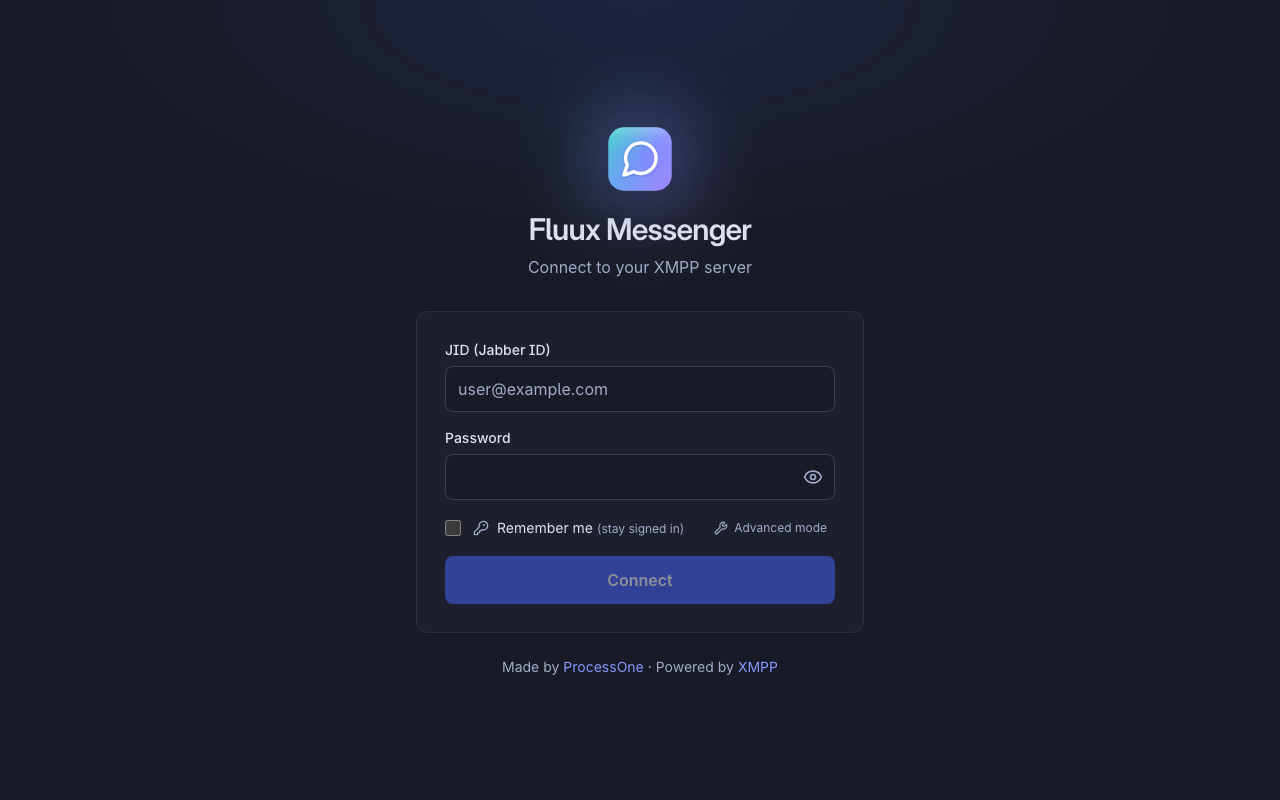 Fluux Messenger
Connect to your XMPP server
JID (Jabber ID)
user@example.com
Password
Remember me (stay signed in) Advanced mode
Connect
Made by ProcessOne · Powered by XMPP